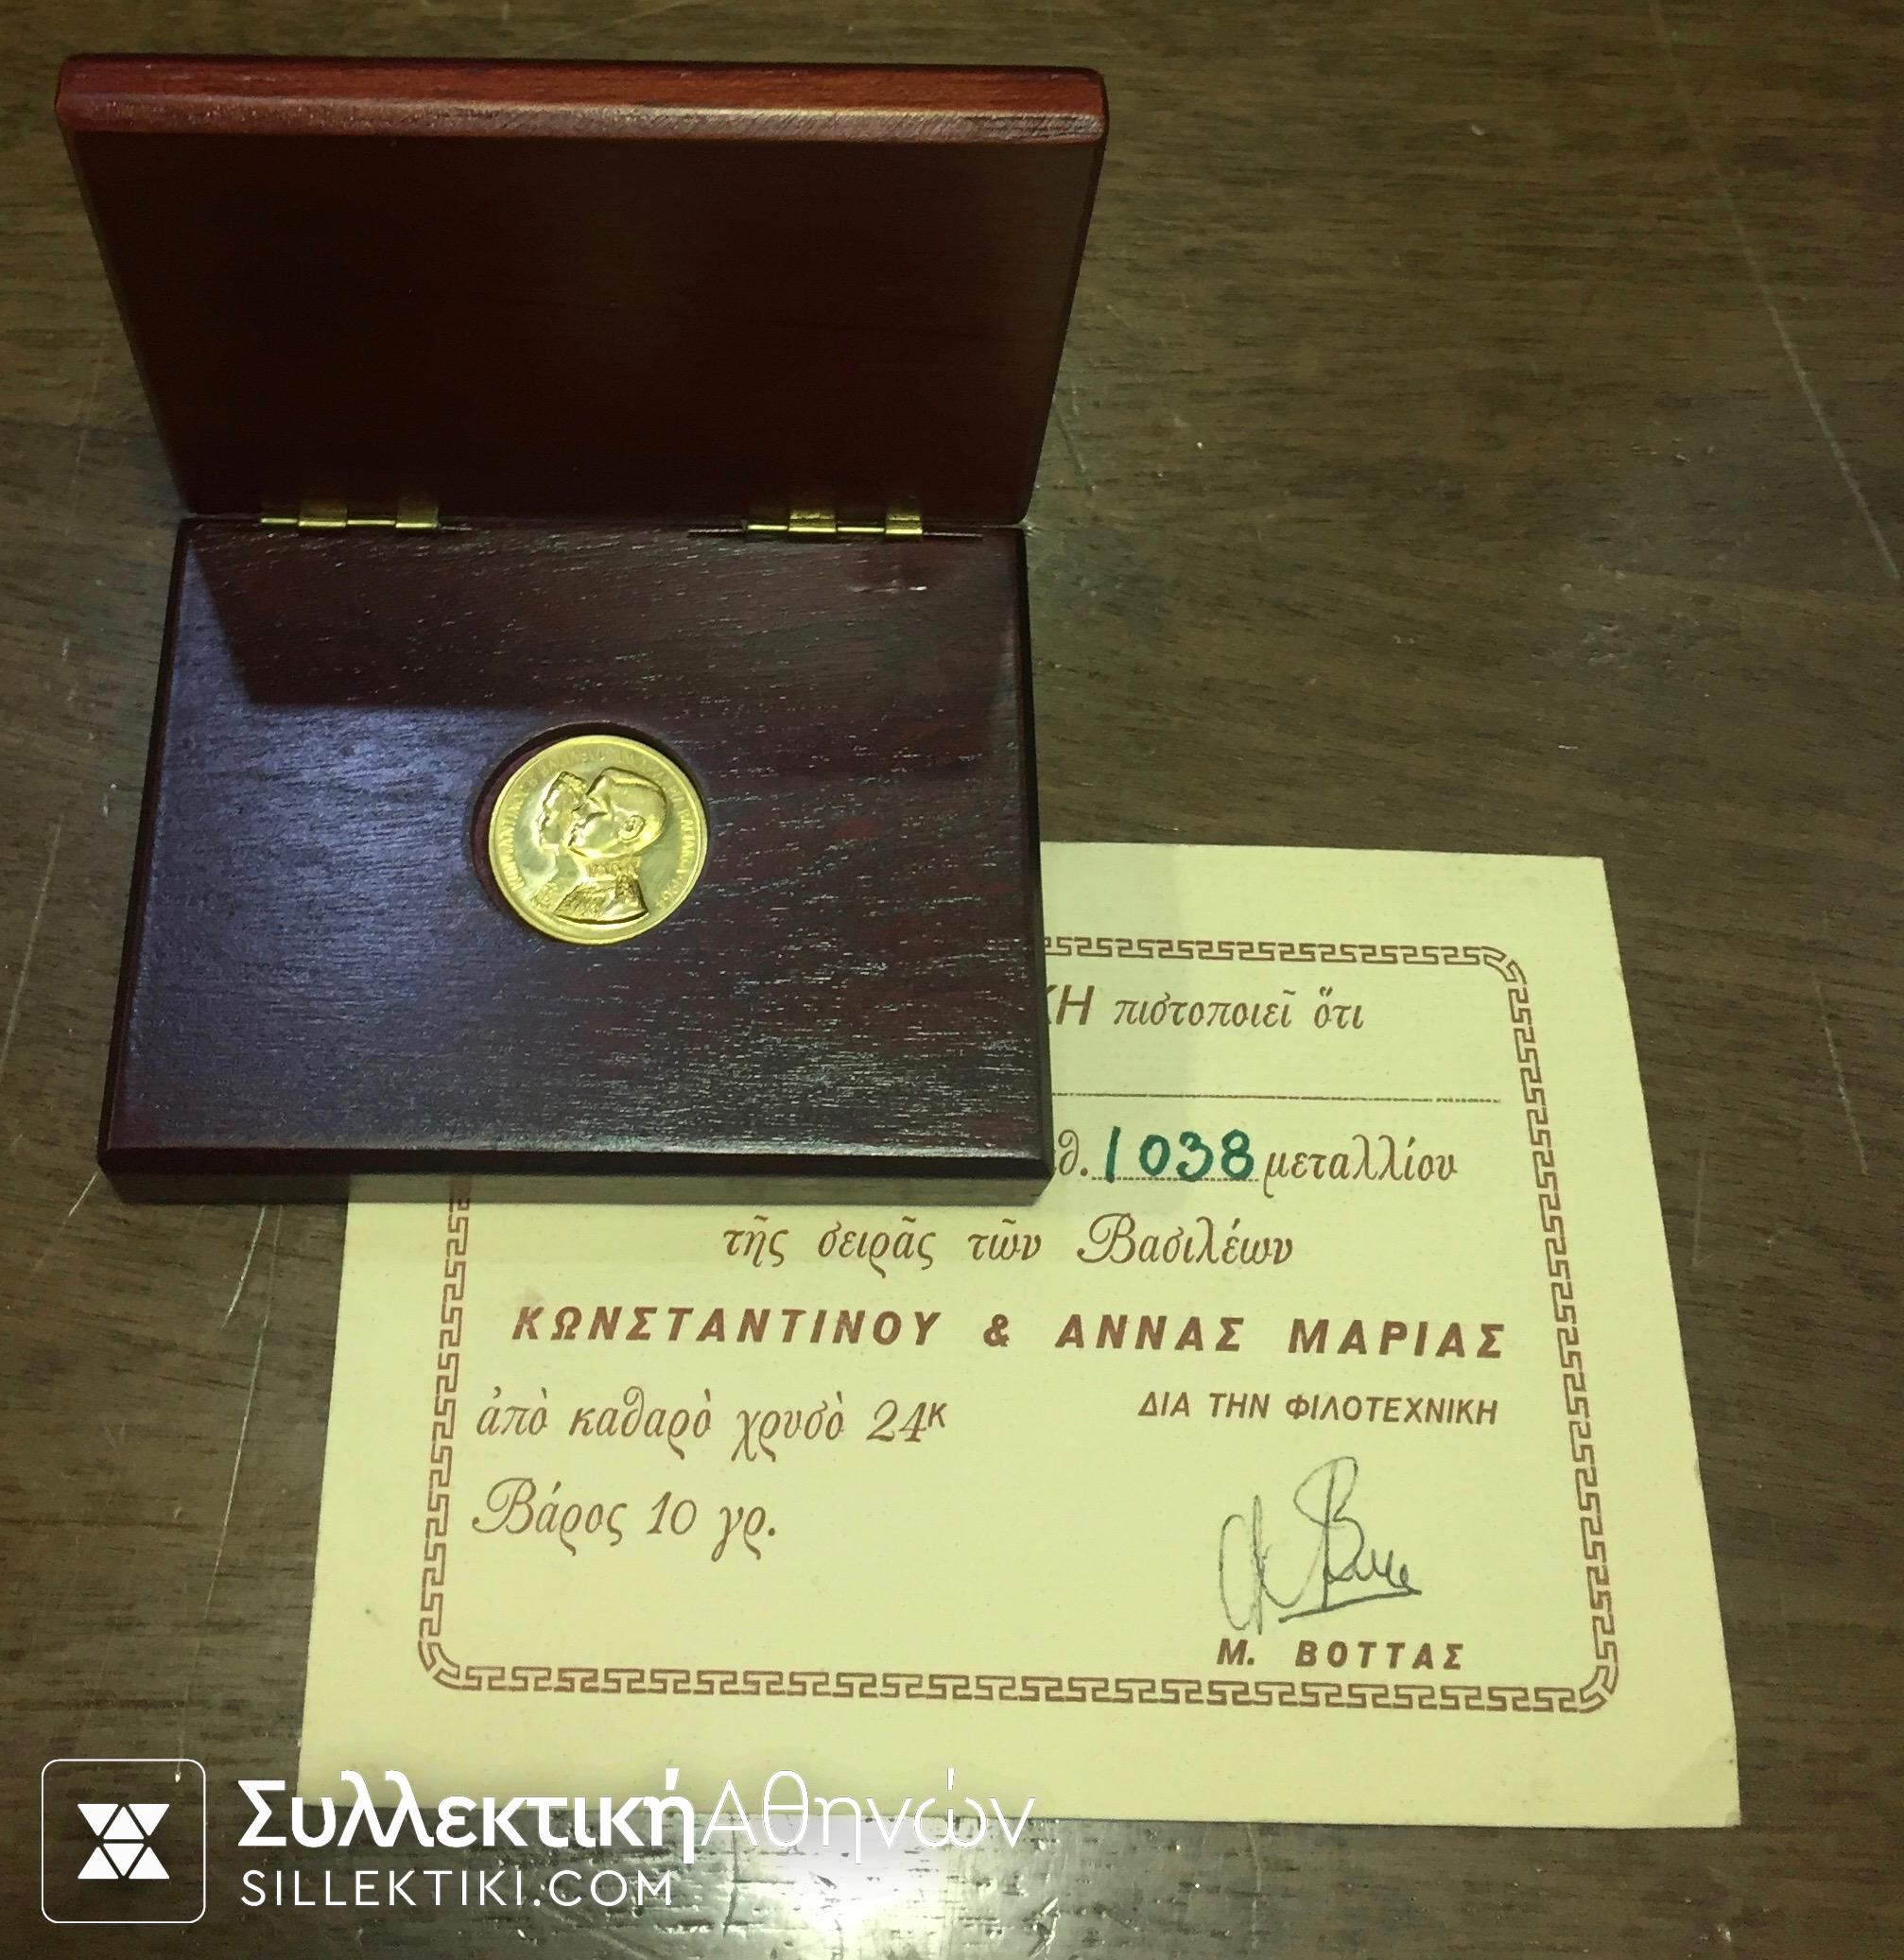 πιστοποιεῖ ὅτι
1038 μεταλλίου
τῆς σειρᾶς τῶν Βασιλέων
ΚΩΝΣΤΑΝΤΙΝΟΥ & ΑΝΝΑΣ ΜΑΡΙΑΣ
ἀπὸ καθαρὸ χρυσὸ 24Κ
ΔΙΑ ΤΗΝ ΦΙΛΟΤΕΧΝΙΚΗ
Βάρος 10 γρ.
Μ. ΒΟΤΤΑΣ
ΣυλλεκτικήΑθηνών
SILLEKTIKI.COM